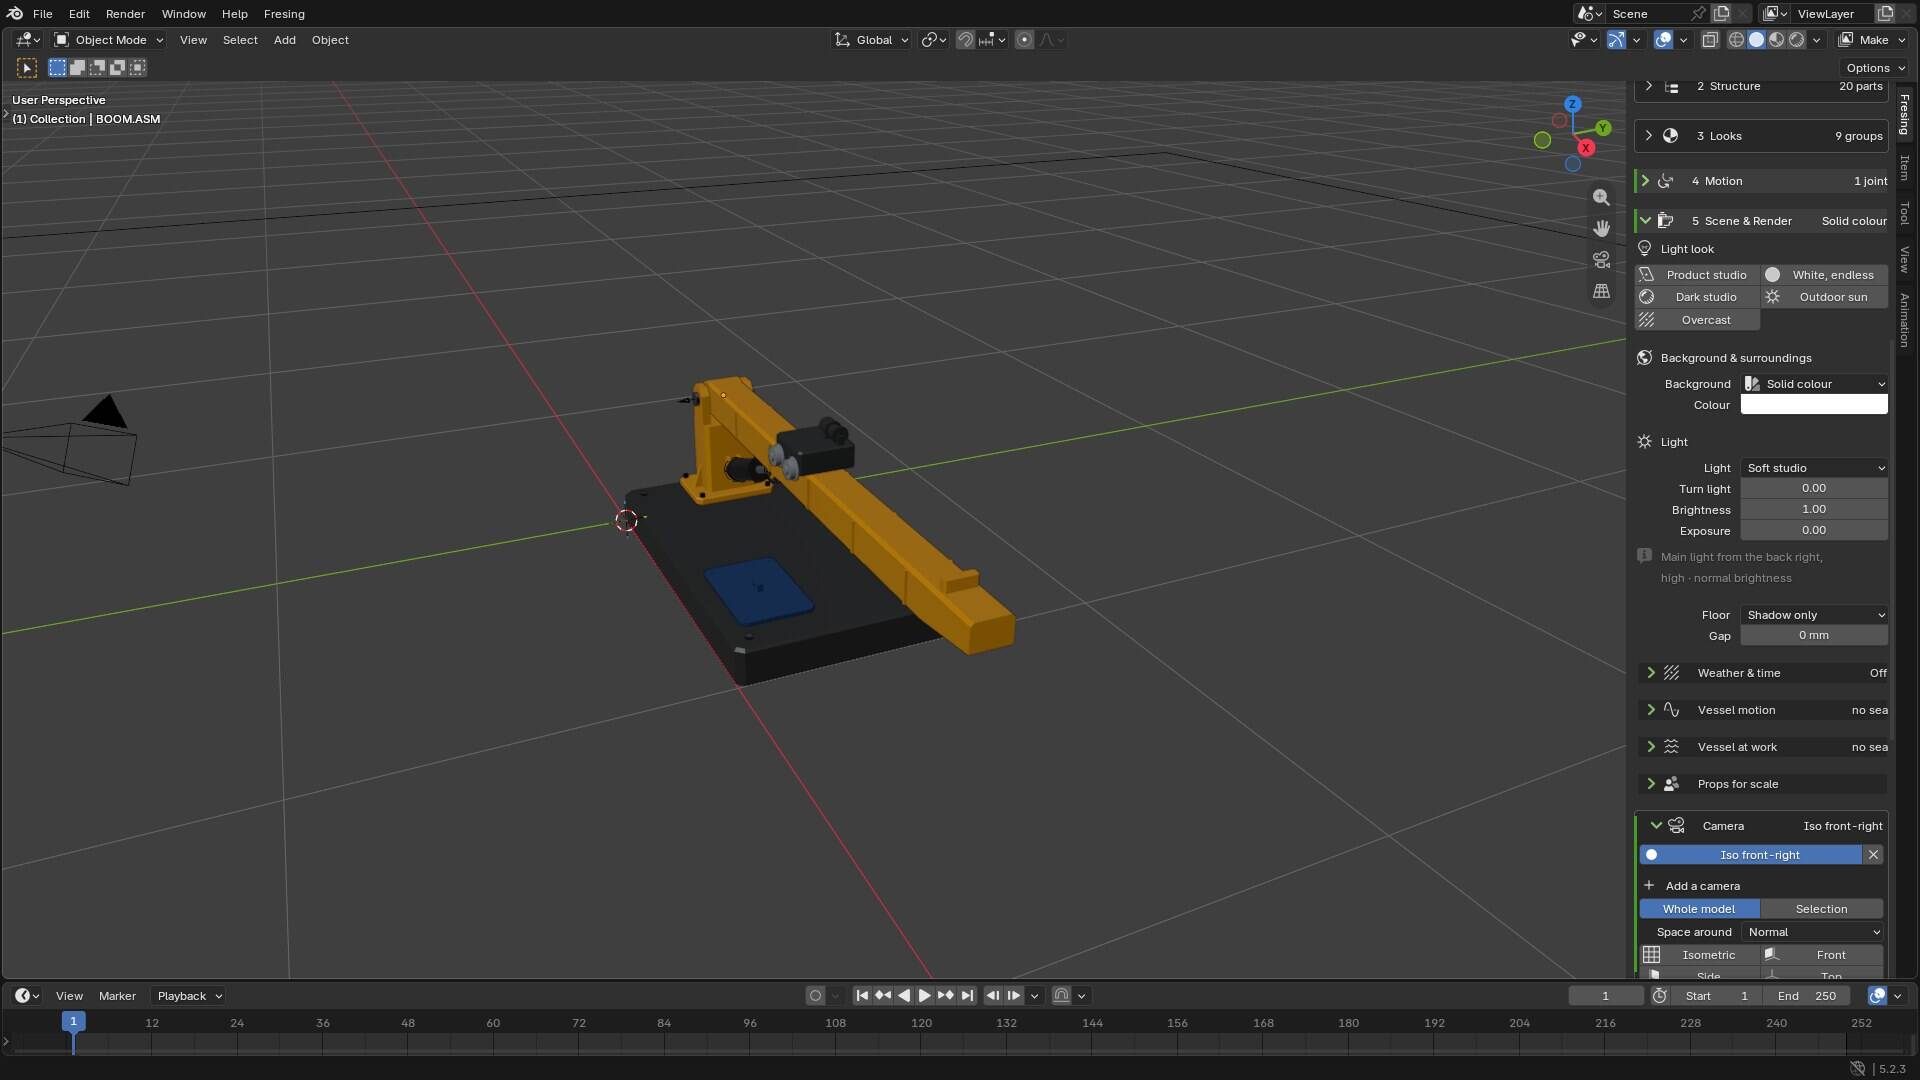 File Edit Render Window Help Fresing Scene ViewLayer
Object Mode View Select Add Object Global Make
Options
User Perspective
(1) Collection | BOOM.ASM
Z
Y
X
2 Structure 20 parts
3 Looks 9 groups
4 Motion 1 joint
5 Scene & Render Solid colour
Light look
Product studio White, endless
Dark studio Outdoor sun
Overcast
Background & surroundings
Background Solid colour
Colour
Light
Light Soft studio
Turn light 0.00
Brightness 1.00
Exposure 0.00
Main light from the back right,
high · normal brightness
Floor Shadow only
Gap 0 mm
Weather & time Off
Vessel motion no sea
Vessel at work no sea
Props for scale
Camera Iso front-right
Iso front-right
Add a camera
Whole model Selection
Space around Normal
Isometric Front
Side Top
Fresing
Item
Tool
View
Animation
View Marker Playback 1 Start 1 End 250
1 12 24 36 48 60 72 84 96 108 120 132 144 156 168 180 192 204 216 228 240 252
5.2.3